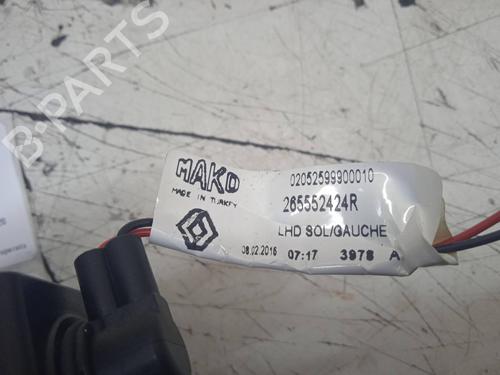 B-PARTS
MAKO
MADE IN TURKEY
02052599900010
265552424R
LHD SOL/GAUCHE
08.02.2016 07:17 3978 A